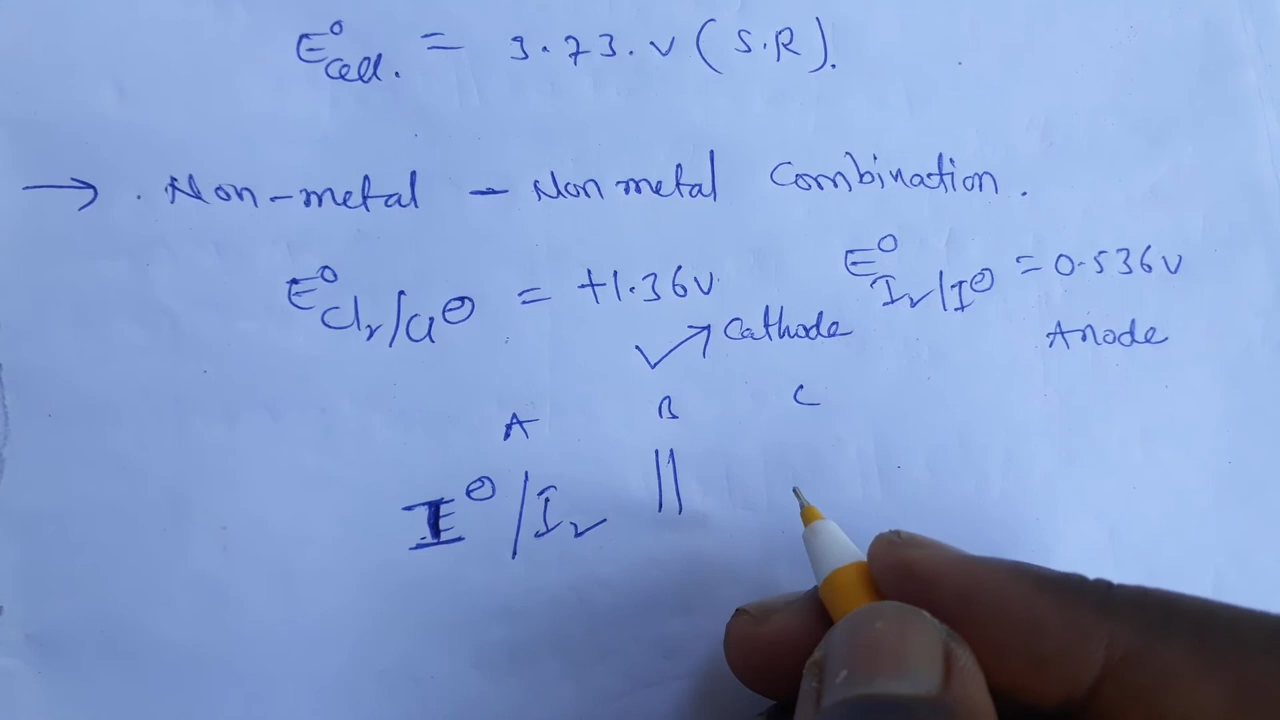 E°cell. = 3.73.v (S.R).
→ . Non-metal - Non metal Combination.
E°Cl2/Cl⊖ = +1.36v E°I2/I⊖ = 0.536v
✓↗ Cathode Anode
A B C
I⊖/I2 ||